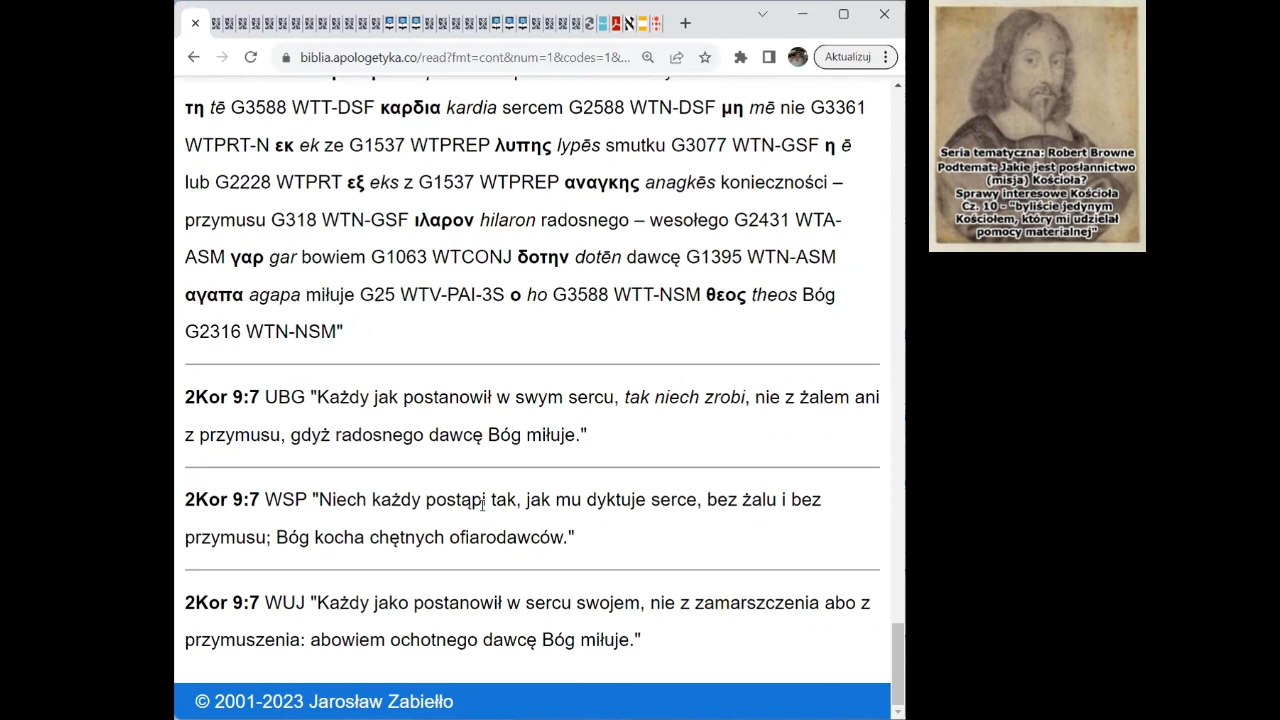 biblia.apologetyka.co/read?fmt=cont&num=1&codes=1&...
Aktualizuj
τη tē G3588 WTT-DSF καρδια kardia sercem G2588 WTN-DSF μη mē nie G3361
WTPRT-N εκ ek ze G1537 WTPREP λυπης lypēs smutku G3077 WTN-GSF η ē
lub G2228 WTPRT εξ eks z G1537 WTPREP αναγκης anagkēs konieczności –
przymusu G318 WTN-GSF ιλαρον hilaron radosnego – wesołego G2431 WTA-
ASM γαρ gar bowiem G1063 WTCONJ δοτην dotēn dawcę G1395 WTN-ASM
αγαπα agapa miłuje G25 WTV-PAI-3S ο ho G3588 WTT-NSM θεος theos Bóg
G2316 WTN-NSM"
2Kor 9:7 UBG "Każdy jak postanowił w swym sercu, tak niech zrobi, nie z żalem ani
z przymusu, gdyż radosnego dawcę Bóg miłuje."
2Kor 9:7 WSP "Niech każdy postąpi tak, jak mu dyktuje serce, bez żalu i bez
przymusu; Bóg kocha chętnych ofiarodawców."
2Kor 9:7 WUJ "Każdy jako postanowił w sercu swojem, nie z zamarszczenia abo z
przymuszenia: abowiem ochotnego dawcę Bóg miłuje."
© 2001-2023 Jarosław Zabiełło
Seria tematyczna: Robert Browne
Podtemat: Jakie jest posłannictwo
(misja) Kościoła?
Sprawy interesowe Kościoła
Cz. 10 - "byliście jedynym
Kościołem, który mi udzielał
pomocy materialnej"